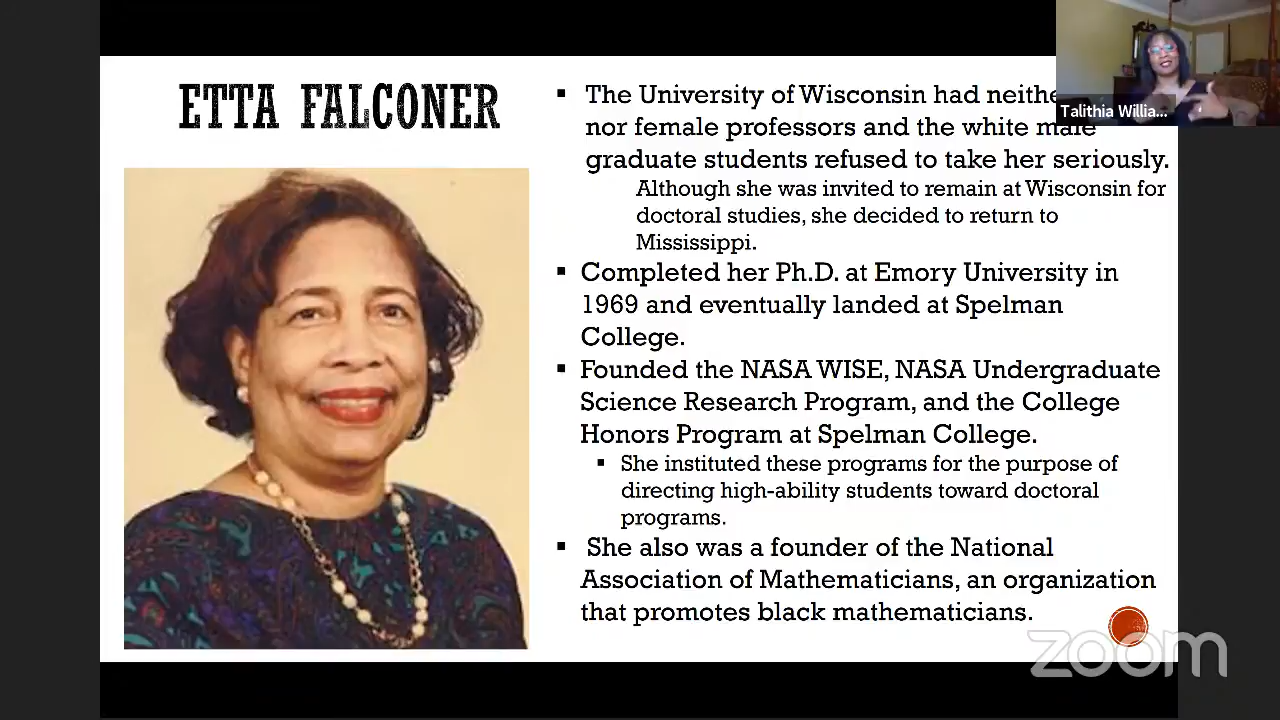 ETTA FALCONER
The University of Wisconsin had
nor female professors and the white male
graduate students refused to take her seriously.
Although she was invited to remain at Wisconsin for
doctoral studies, she decided to return to
Mississippi.
Completed her Ph.D. at Emory University in
1969 and eventually landed at Spelman
College.
Founded the NASA WISE, NASA Undergraduate
Science Research Program, and the College
Honors Program at Spelman College.
She instituted these programs for the purpose of
directing high-ability students toward doctoral
programs.
She also was a founder of the National
Association of Mathematicians, an organization
that promotes black mathematicians.
Talithia Willia...
zoom